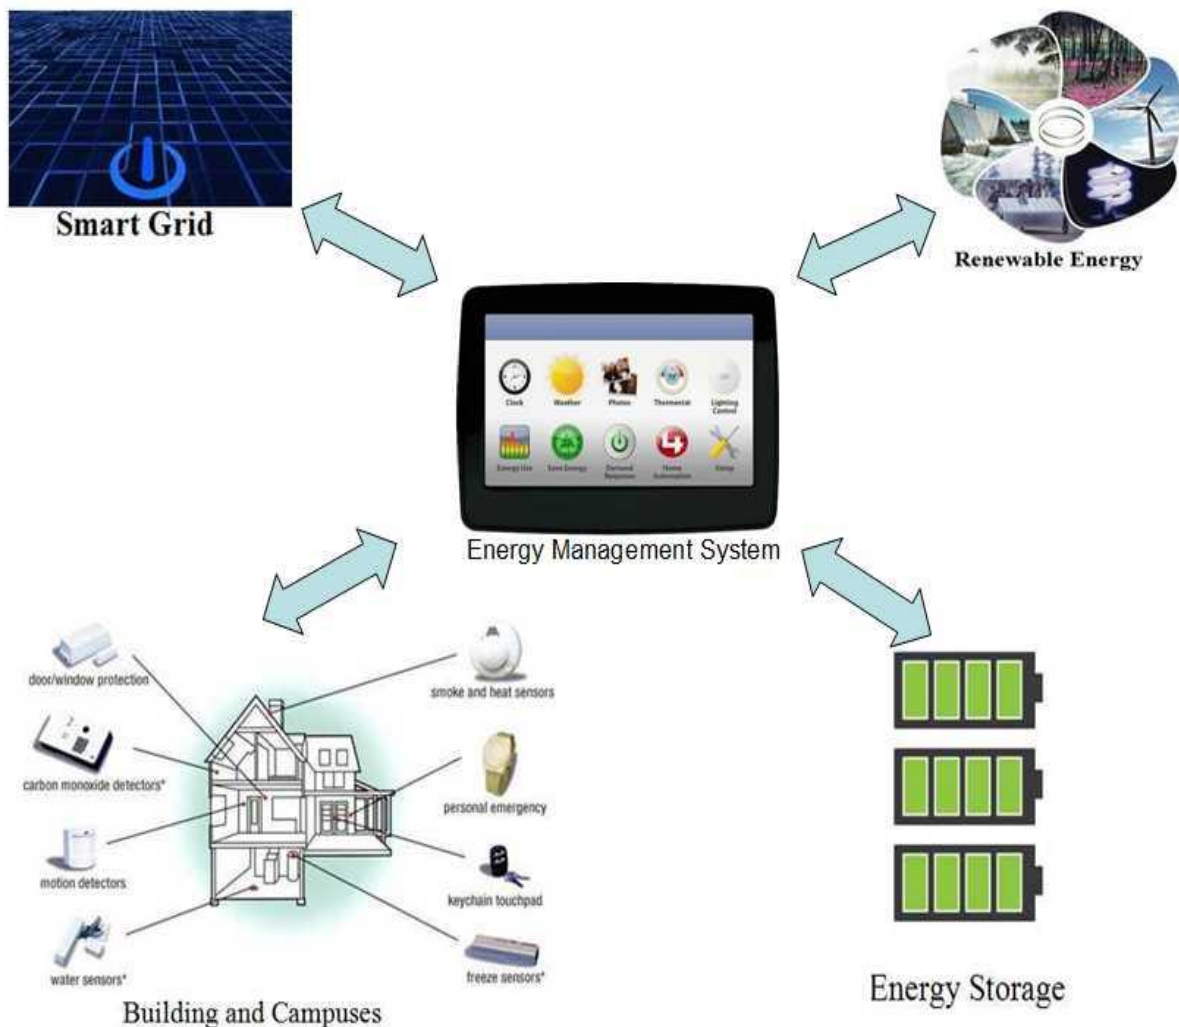 Smart Grid
Renewable Energy
Clock
Weather
Photos
Thermostat
Lighting
Control
Energy Use
Save Energy
Demand
Response
Home
Automation
Setup
Energy Management System
door/window protection
smoke and heat sensors
carbon monoxide detectors*
personal emergency
motion detectors
keychain touchpad
water sensors*
freeze sensors*
Building and Campuses
Energy Storage